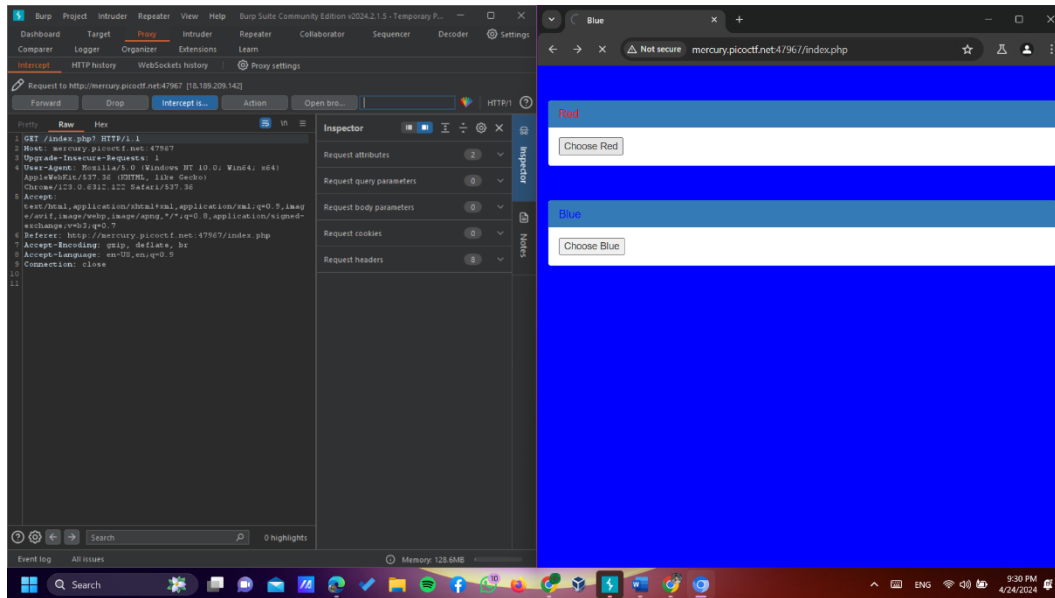 Burp Project Intruder Repeater View Help Burp Suite Community Edition v2024.2.1.5 - Temporary P...
Dashboard Target Proxy Intruder Repeater Collaborator Sequencer Decoder Settings
Comparer Logger Organizer Extensions Learn
Intercept HTTP history WebSockets history Proxy settings
Request to http://mercury.picoctf.net:47967 [18.189.209.142]
Forward Drop Intercept is... Action Open bro... HTTP/1
Pretty Raw Hex
1 GET /index.php? HTTP/1.1
2 Host: mercury.picoctf.net:47967
3 Upgrade-Insecure-Requests: 1
4 User-Agent: Mozilla/5.0 (Windows NT 10.0; Win64; x64)
AppleWebKit/537.36 (KHTML, like Gecko)
Chrome/123.0.6312.122 Safari/537.36
5 Accept:
text/html,application/xhtml+xml,application/xml;q=0.9,imag
e/avif,image/webp,image/apng,*/*;q=0.8,application/signed-
exchange;v=b3;q=0.7
6 Referer: http://mercury.picoctf.net:47967/index.php
7 Accept-Encoding: gzip, deflate, br
8 Accept-Language: en-US,en;q=0.9
9 Connection: close
10
11
Inspector
Request attributes 2
Request query parameters 0
Request body parameters 0
Request cookies 0
Request headers 8
Inspector
Notes
Search 0 highlights
Event log All issues Memory: 128.6MB
Blue
Not secure mercury.picoctf.net:47967/index.php
Red
Choose Red
Blue
Choose Blue
Search
10
ENG
9:30 PM
4/24/2024